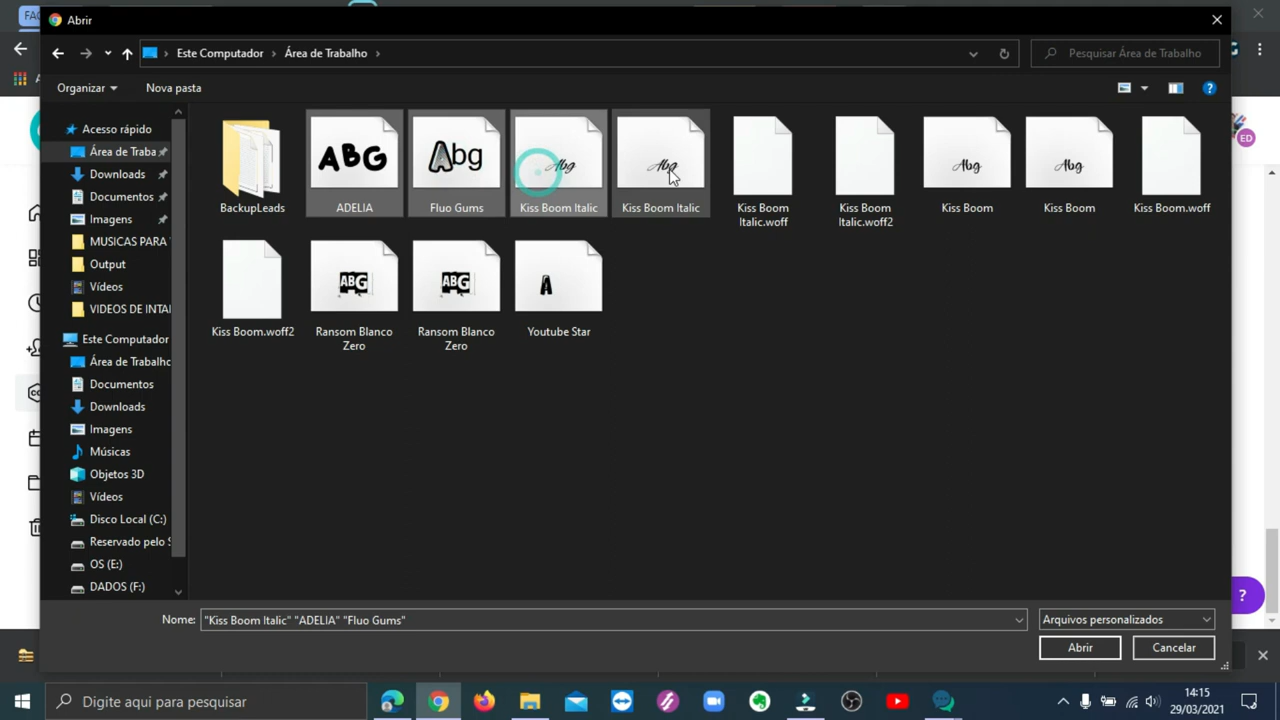 Abrir
Este Computador
Área de Trabalho
Pesquisar Área de Trabalho
Organizar
Nova pasta
Acesso rápido
Área de Traba
Downloads
Documentos
Imagens
MUSICAS PARA
Output
Vídeos
VIDEOS DE INTAI
Este Computador
Área de Trabalho
Documentos
Downloads
Imagens
Músicas
Objetos 3D
Vídeos
Disco Local (C:)
Reservado pelo S
OS (E:)
DADOS (F:)
ABG
Abg
Abg
Abg
Abg
Abg
BackupLeads
ADELIA
Fluo Gums
Kiss Boom Italic
Kiss Boom Italic
Kiss Boom Italic.woff
Kiss Boom Italic.woff2
Kiss Boom
Kiss Boom
Kiss Boom.woff
ABG
ABG
A
Kiss Boom.woff2
Ransom Blanco Zero
Ransom Blanco Zero
Youtube Star
ED
Nome:
"Kiss Boom Italic" "ADELIA" "Fluo Gums"
Arquivos personalizados
Abrir
Cancelar
?
Digite aqui para pesquisar
14:15
29/03/2021